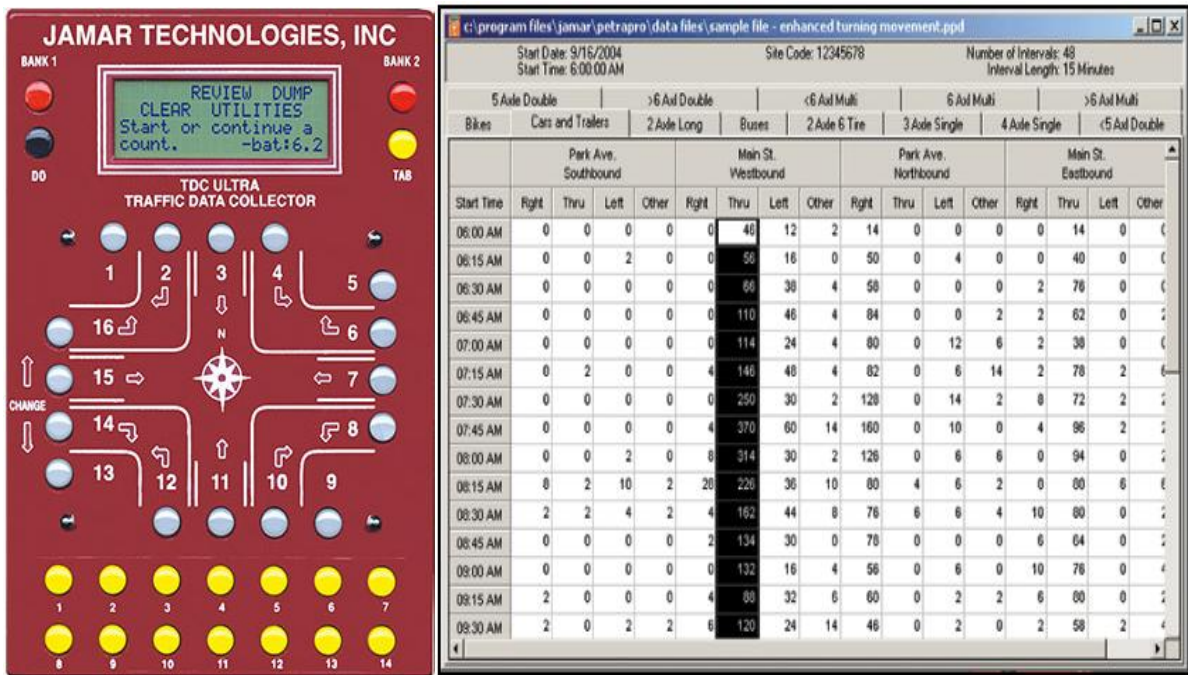 JAMAR TECHNOLOGIES, INC
BANK 1
BANK 2
REVIEW DUMP
CLEAR UTILITIES
Start or continue a
count. -bat:6.2
DO
TAB
TDC ULTRA
TRAFFIC DATA COLLECTOR
1 2 3 4
5
16 6
N
15 7
CHANGE
14 8
13 12 11 10 9
1 2 3 4 5 6 7
8 9 10 11 12 13 14
c:\program files\jamar\petrapro\data files\sample file - enhanced turning movement.ppd
Start Date: 9/16/2004 Site Code: 12345678 Number of Intervals: 48
Start Time: 6:00:00 AM Interval Length: 15 Minutes
5 Axle Double >6 Axl Double <6 Axl Multi 6 Axl Multi >6 Axl Multi
Bikes Cars and Trailers 2 Axle Long Buses 2 Axle 6 Tire 3 Axle Single 4 Axle Single <5 Axl Double
Park Ave. Main St. Park Ave. Main St.
Southbound Westbound Northbound Eastbound
Start Time Rght Thru Left Other Rght Thru Left Other Rght Thru Left Other Rght Thru Left Other
06:00 AM 0 0 0 0 0 46 12 2 14 0 0 0 0 14 0
06:15 AM 0 0 2 0 0 56 16 0 50 0 4 0 0 40 0
06:30 AM 0 0 0 0 0 66 38 4 58 0 0 0 2 76 0
06:45 AM 0 0 0 0 0 110 46 4 84 0 0 2 2 62 0
07:00 AM 0 0 0 0 0 114 24 4 80 0 12 6 2 38 0
07:15 AM 0 2 0 0 4 146 48 4 82 0 6 14 2 78 2
07:30 AM 0 0 0 0 0 250 30 2 128 0 14 2 8 72 2
07:45 AM 0 0 0 0 4 370 60 14 160 0 10 0 4 96 2
08:00 AM 0 0 2 0 8 314 30 2 126 0 6 6 0 94 0
08:15 AM 8 2 10 2 28 226 36 10 80 4 6 2 0 80 6
08:30 AM 2 2 4 2 4 162 44 8 76 6 6 4 10 80 0
08:45 AM 0 0 0 0 2 134 30 0 78 0 0 0 6 64 0
09:00 AM 0 0 0 0 0 132 16 4 56 0 6 0 10 76 0
09:15 AM 2 0 0 0 4 88 32 6 60 0 2 2 6 80 0
09:30 AM 2 0 2 2 6 120 24 14 46 0 2 0 2 58 2